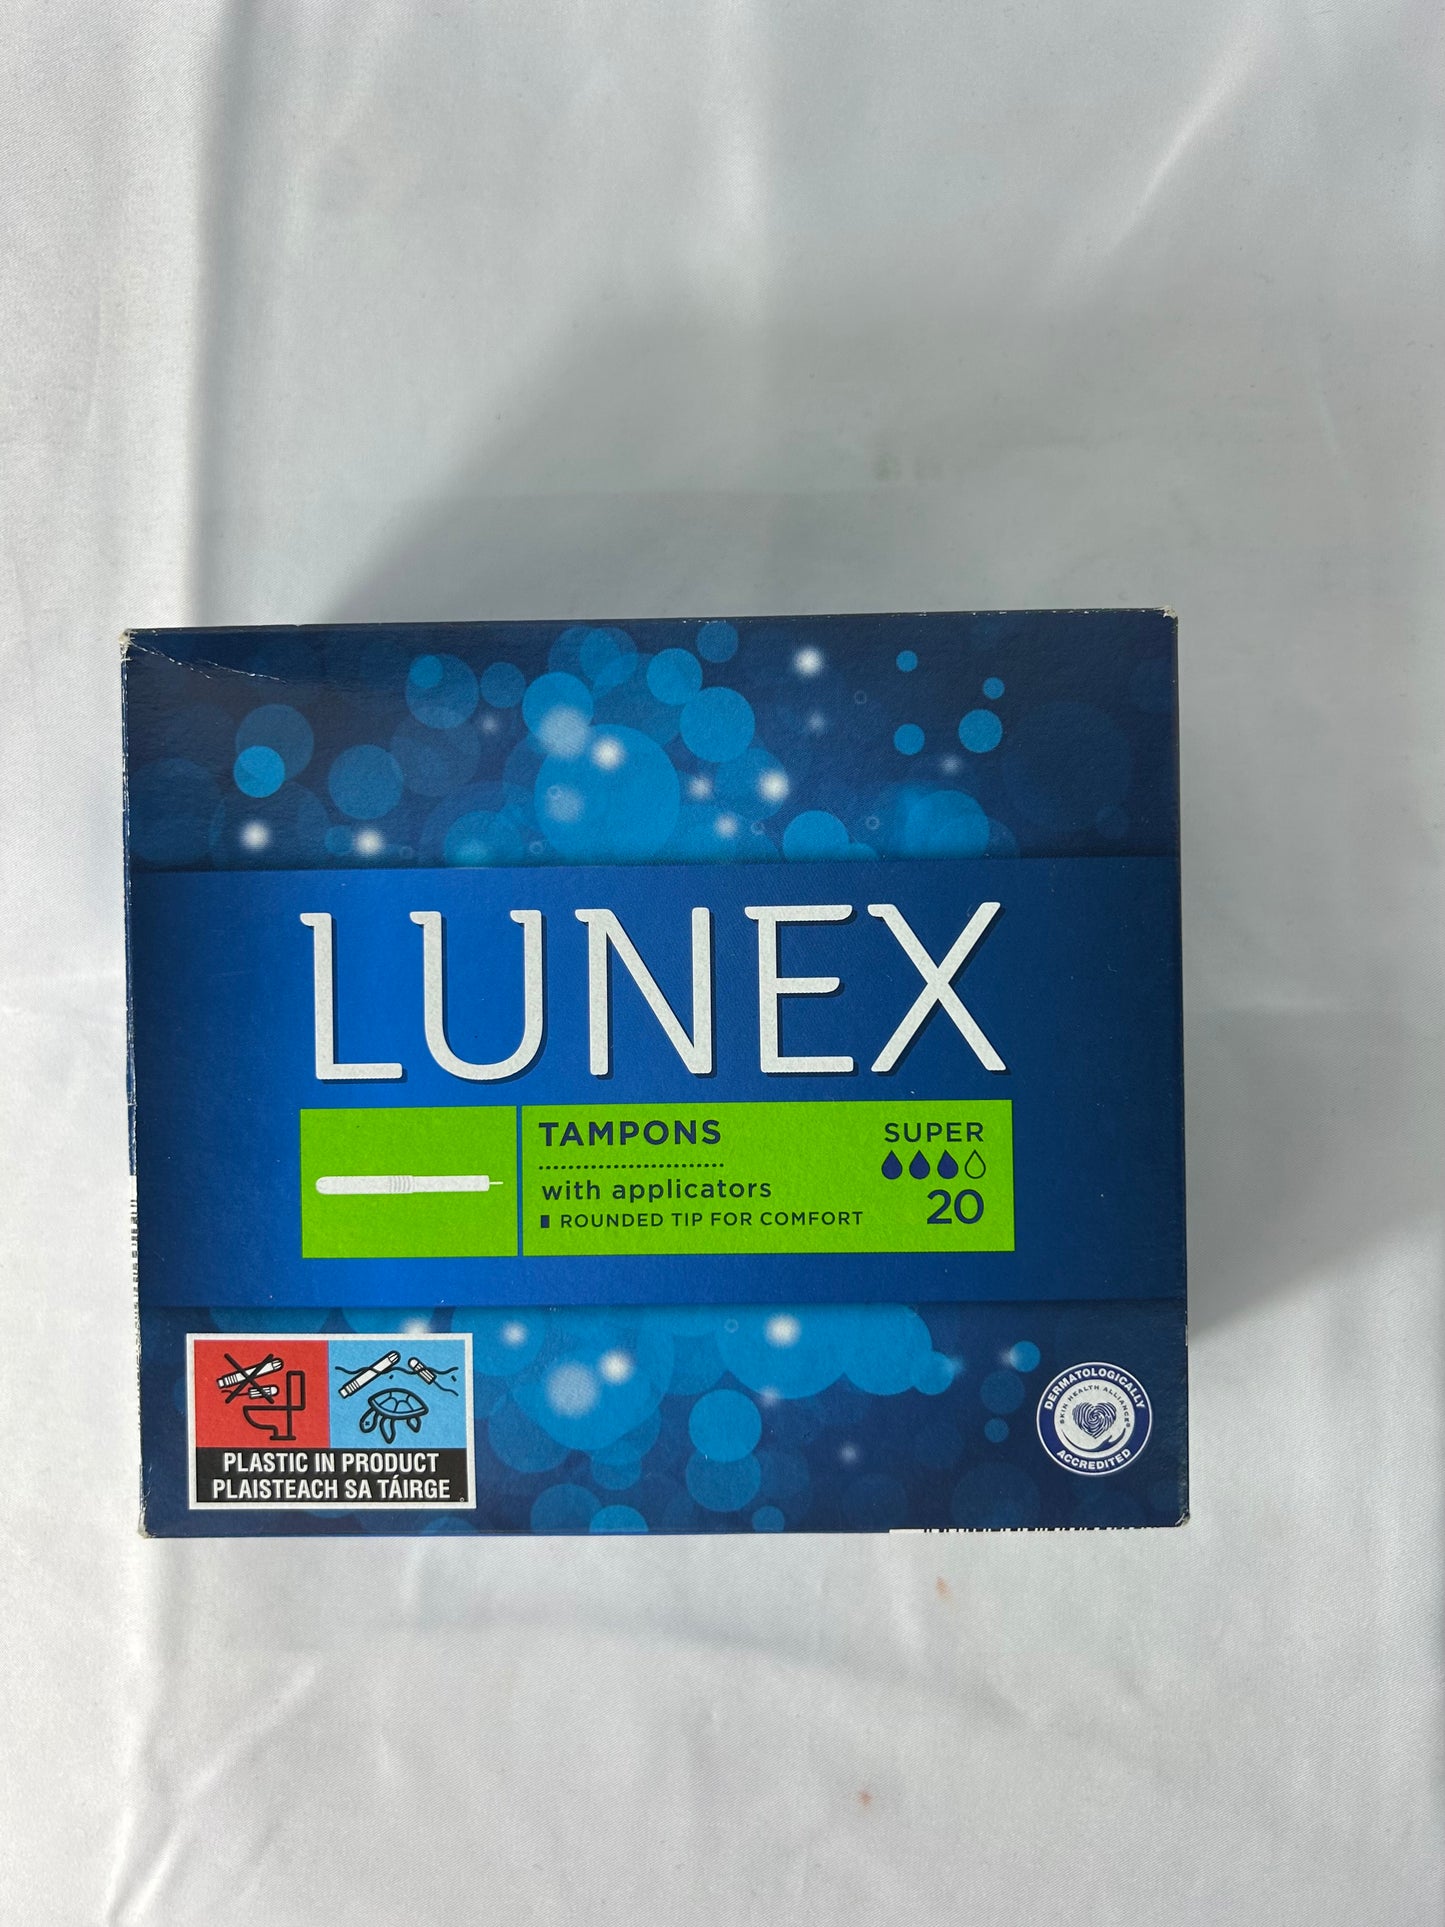 LUNEX
TAMPONS
with applicators
ROUNDED TIP FOR COMFORT
SUPER
20
PLASTIC IN PRODUCT
PLAISTEACH SA TÁIRGE
DERMATOLOGICALLY
SKIN HEALTH ALLIANCE
ACCREDITED